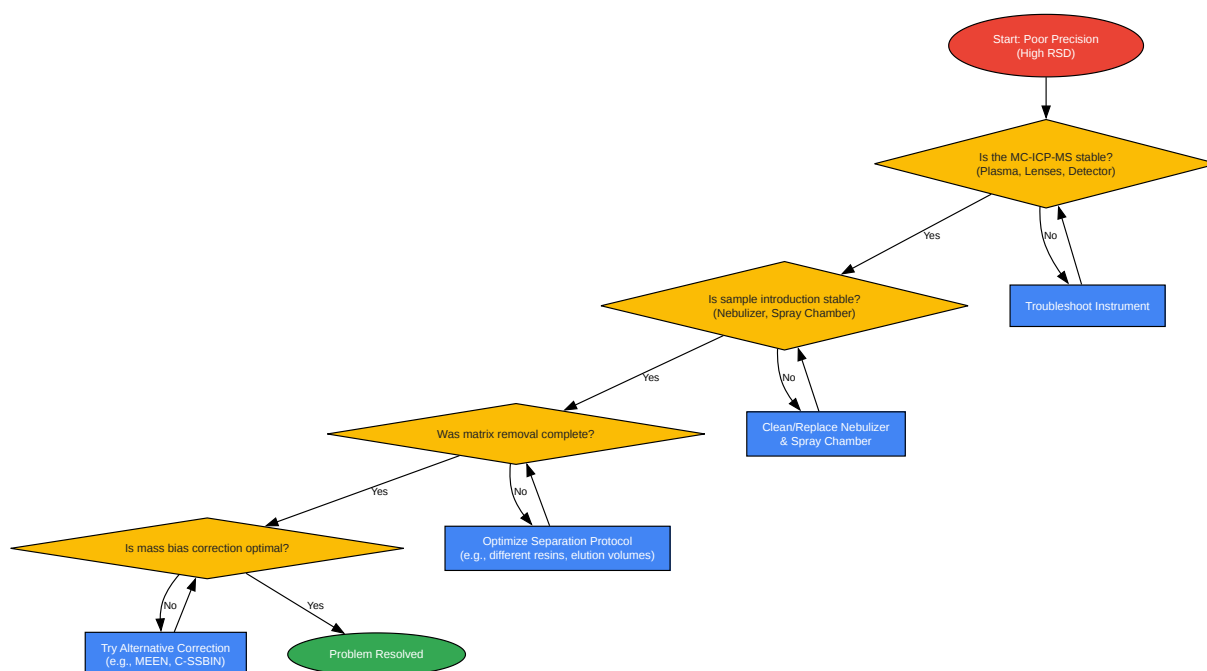 Start: Poor Precision
(High RSD)
Is the MC-ICP-MS stable?
(Plasma, Lenses, Detector)
Yes
No
Troubleshoot Instrument
Is sample introduction stable?
(Nebulizer, Spray Chamber)
Yes
No
Clean/Replace Nebulizer
& Spray Chamber
Was matrix removal complete?
Yes
No
Optimize Separation Protocol
(e.g., different resins, elution volumes)
Is mass bias correction optimal?
No
Yes
Try Alternative Correction
(e.g., MEEN, C-SSBIN)
Problem Resolved